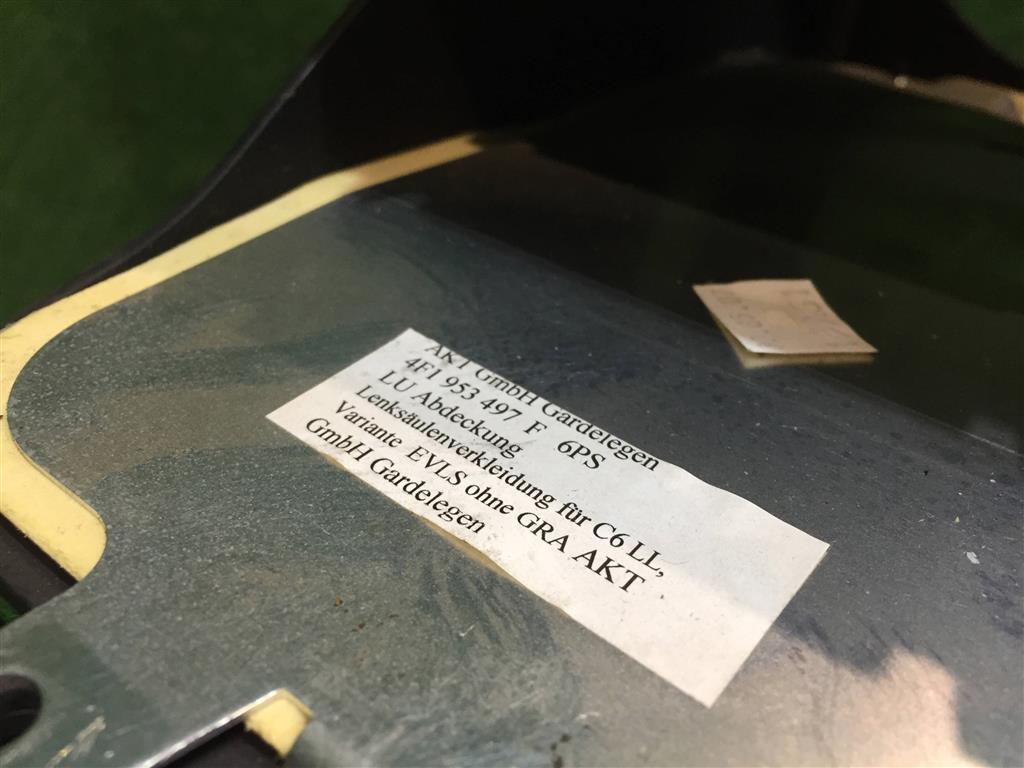 AKT GmbH Gardelegen
4F1 953 497 F 6PS
LU Abdeckung
Lenksäulenverkleidung für C6 LL,
Variante EVLS ohne GRA AKT
GmbH Gardelegen